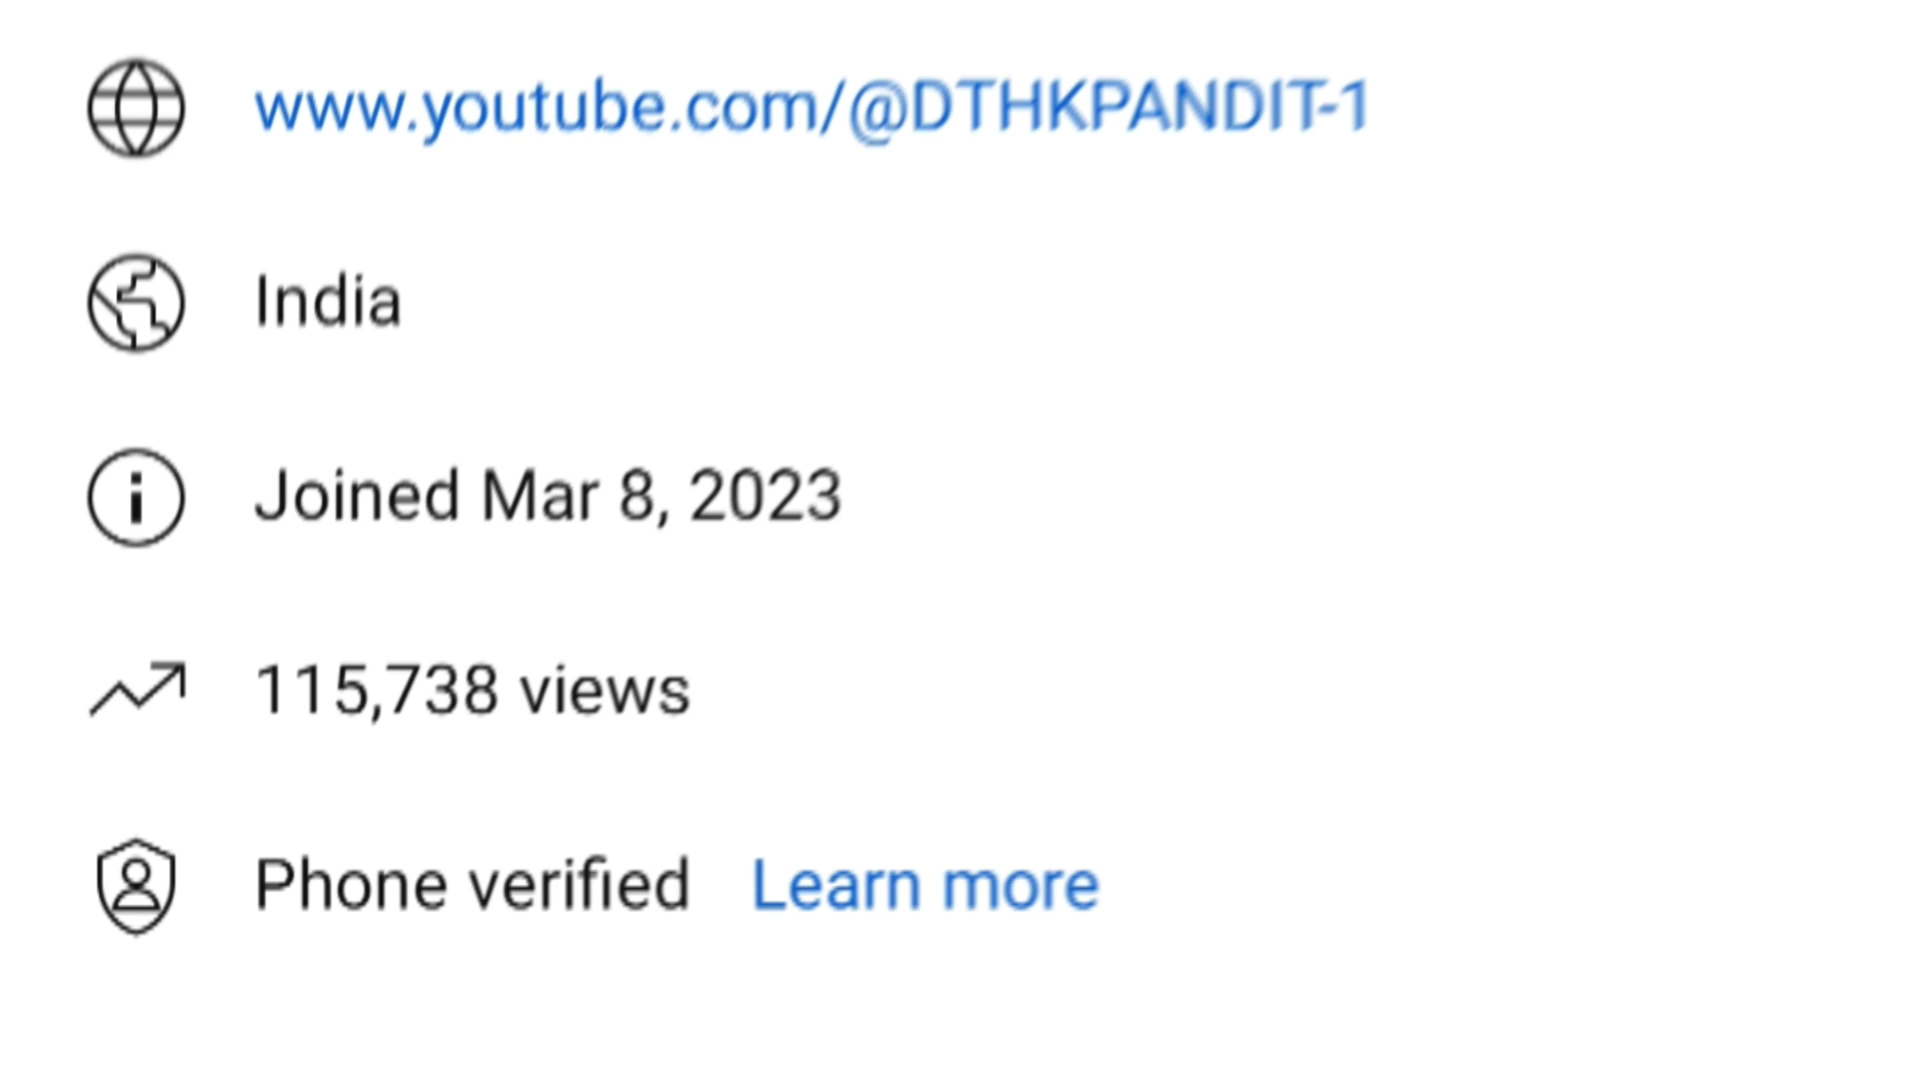 www.youtube.com/@DTHKPANDIT-1
India
Joined Mar 8, 2023
115,738 views
Phone verified Learn more